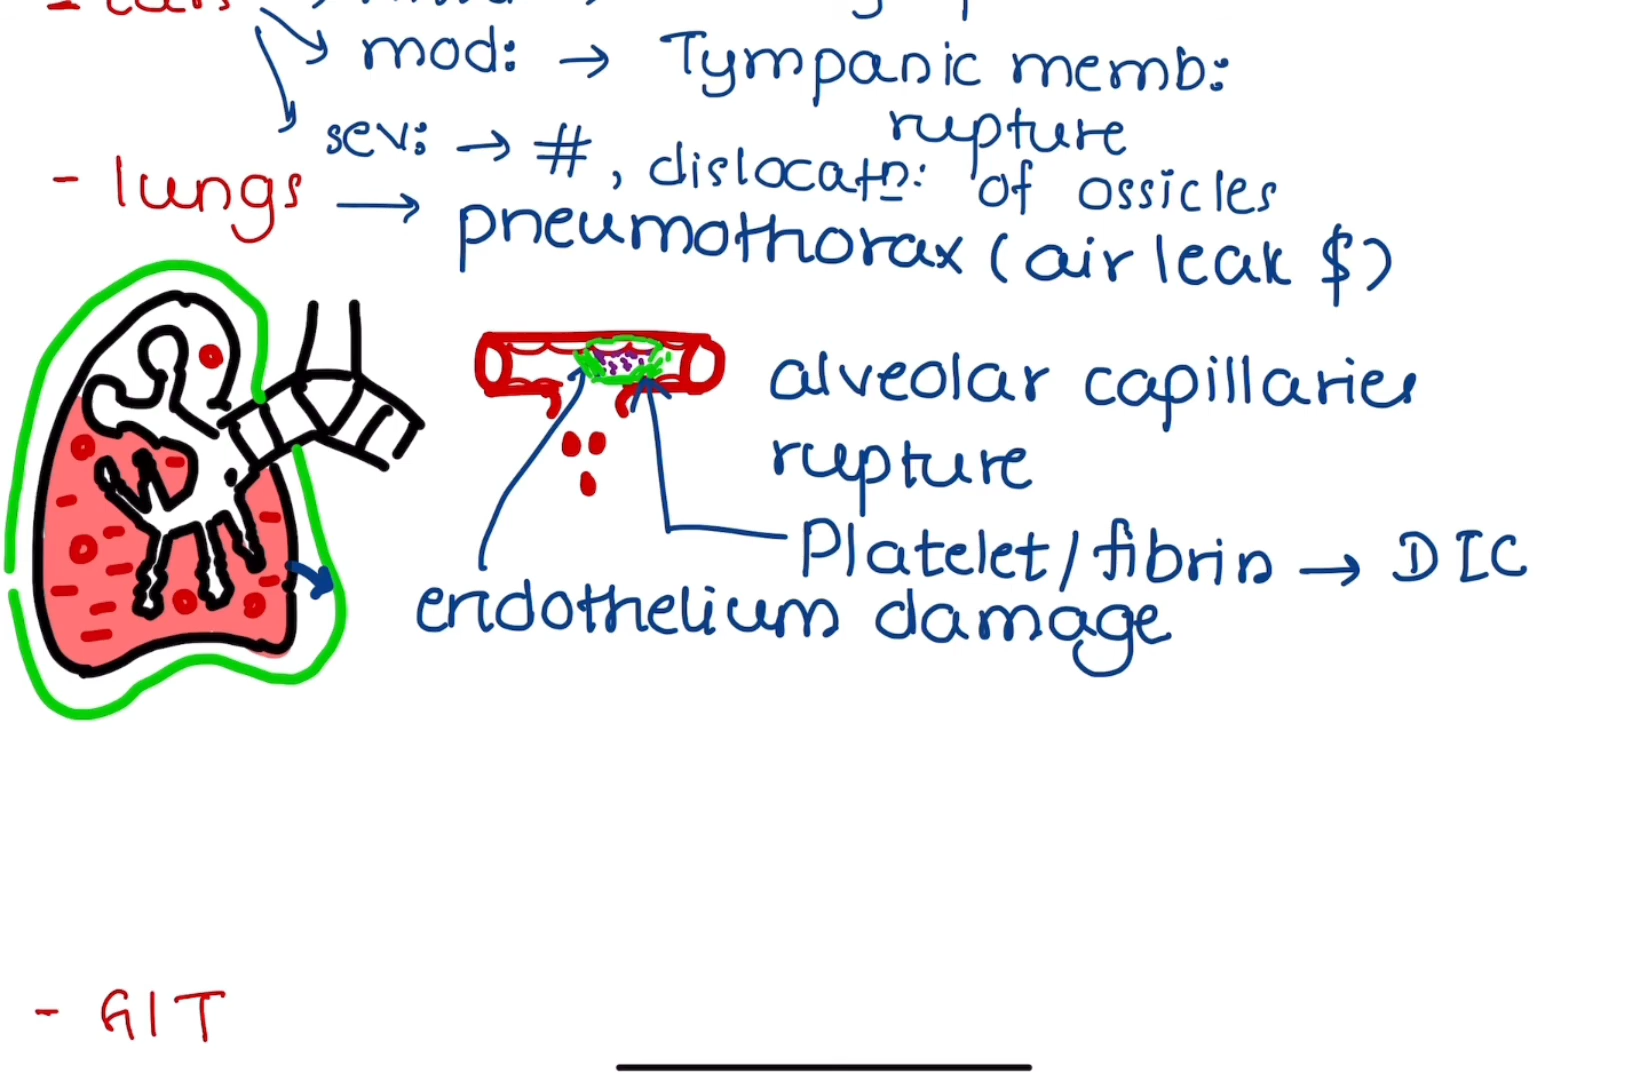 mod: → Tympanic memb:
rupture
sev: → #, dislocatn: of ossicles
- lungs → pneumothorax (air leak $)
alveolar capillaries
rupture
Platelet/fibrin → DIC
endothelium damage
- GIT